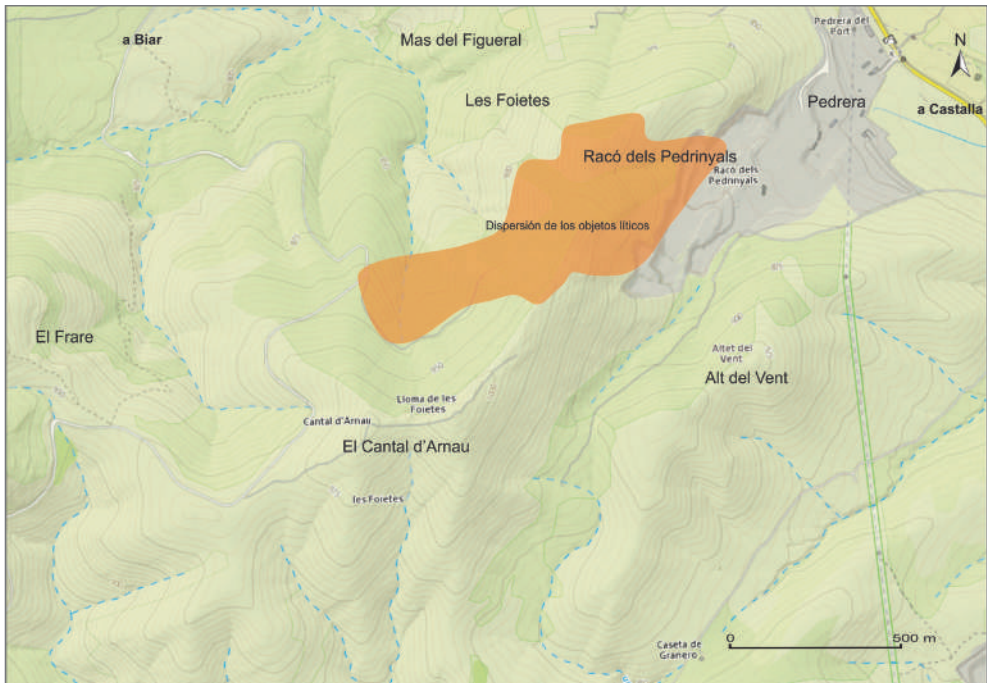 a Biar
Mas del Figueral
Pedrera del
Port
N
Les Foietes
Pedrera
a Castalla
Racó dels Pedrinyals
Racó dels
Pedrinyals
Dispersión de los objetos líticos
El Frare
Altet del
Vent
Alt del Vent
Lloma de les
Foietes
Cantal d'Arnau
El Cantal d'Arnau
les Foietes
Caseta de
Granero
0
500 m